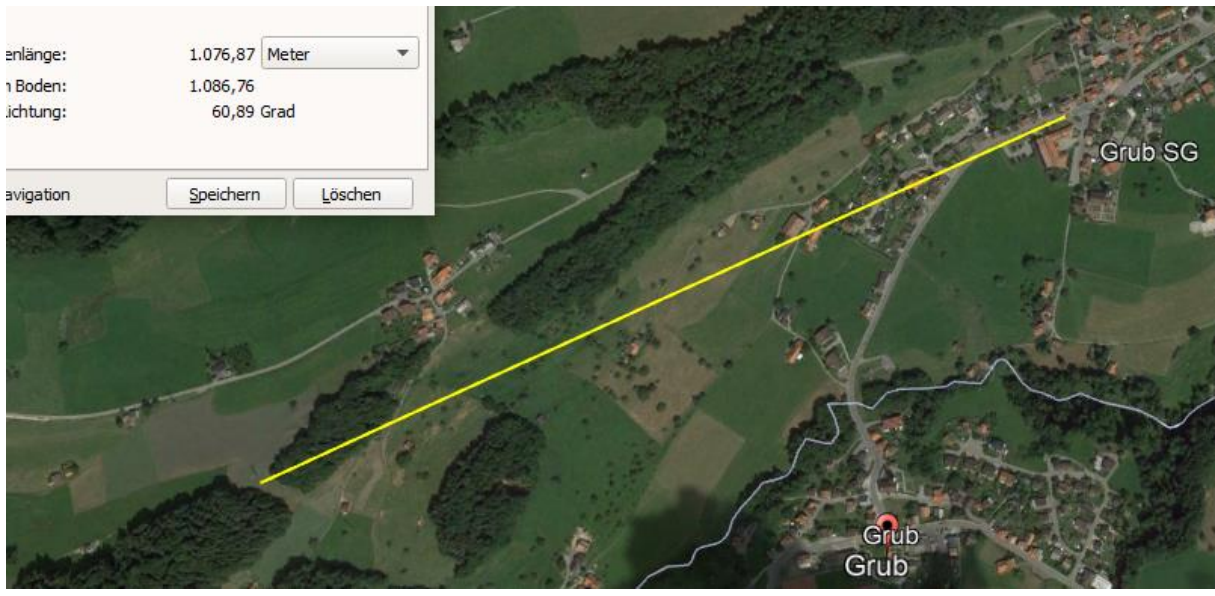 enlänge: 1.076,87 Meter
n Boden: 1.086,76
ichtung: 60,89 Grad
avigation Speichern Löschen
Grub SG
Grub
Grub